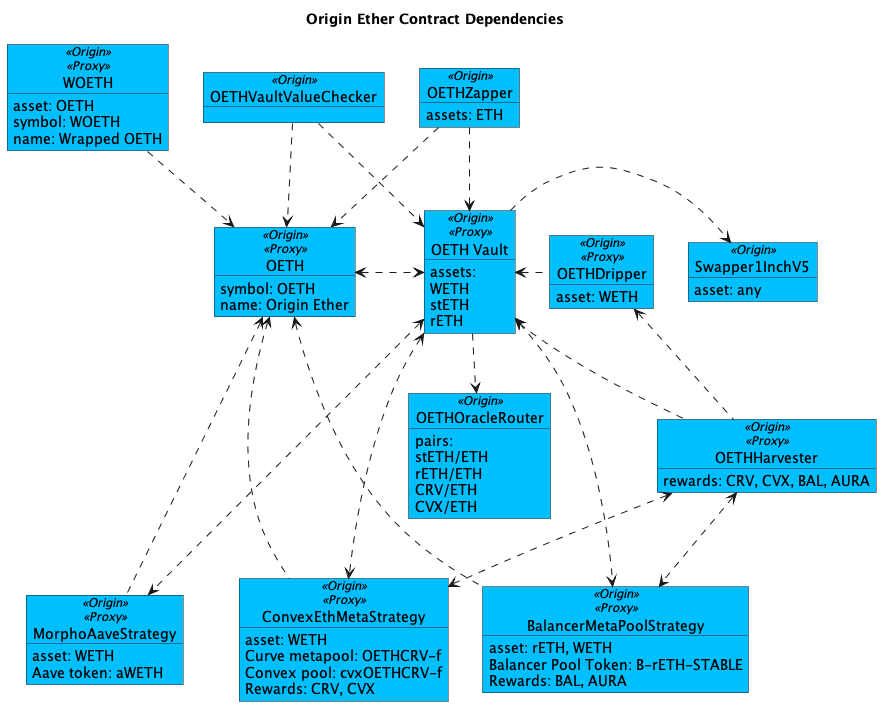 Origin Ether Contract Dependencies
«Origin»
«Proxy»
WOETH
asset: OETH
symbol: WOETH
name: Wrapped OETH
«Origin»
OETHVaultValueChecker
«Origin»
OETHZapper
assets: ETH
«Origin»
«Proxy»
OETH
symbol: OETH
name: Origin Ether
«Origin»
«Proxy»
OETH Vault
assets:
WETH
stETH
rETH
«Origin»
«Proxy»
OETHDripper
asset: WETH
«Origin»
Swapper1InchV5
asset: any
«Origin»
OETHOracleRouter
pairs:
stETH/ETH
rETH/ETH
CRV/ETH
CVX/ETH
«Origin»
«Proxy»
OETHHarvester
rewards: CRV, CVX, BAL, AURA
«Origin»
«Proxy»
MorphoAaveStrategy
asset: WETH
Aave token: aWETH
«Origin»
«Proxy»
ConvexEthMetaStrategy
asset: WETH
Curve metapool: OETHCRV-f
Convex pool: cvxOETHCRV-f
Rewards: CRV, CVX
«Origin»
«Proxy»
BalancerMetaPoolStrategy
asset: rETH, WETH
Balancer Pool Token: B-rETH-STABLE
Rewards: BAL, AURA